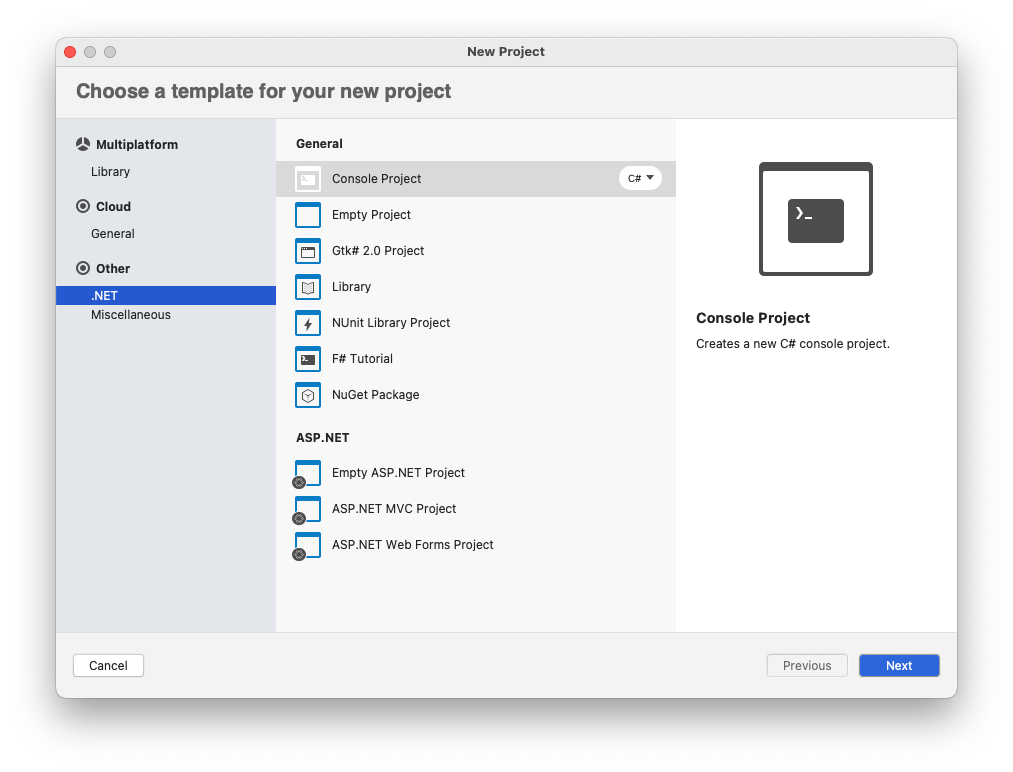 New Project
Choose a template for your new project
Multiplatform
Library
Cloud
General
Other
.NET
Miscellaneous
General
Console Project
C#
Empty Project
Gtk# 2.0 Project
Library
NUnit Library Project
F# Tutorial
NuGet Package
ASP.NET
Empty ASP.NET Project
ASP.NET MVC Project
ASP.NET Web Forms Project
Console Project
Creates a new C# console project.
Cancel
Previous
Next